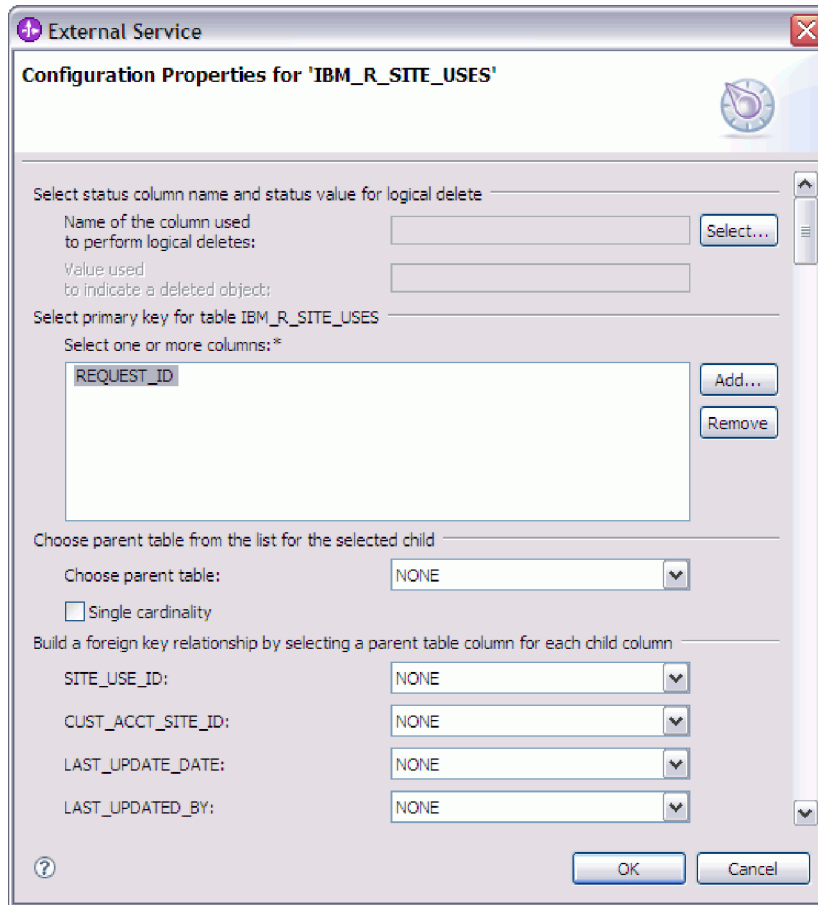 External Service
Configuration Properties for 'IBM_R_SITE_USES'
Select status column name and status value for logical delete
Name of the column used
to perform logical deletes:
Select...
Value used
to indicate a deleted object:
Select primary key for table IBM_R_SITE_USES
Select one or more columns:*
REQUEST_ID
Add...
Remove
Choose parent table from the list for the selected child
Choose parent table: NONE
Single cardinality
Build a foreign key relationship by selecting a parent table column for each child column
SITE_USE_ID: NONE
CUST_ACCT_SITE_ID: NONE
LAST_UPDATE_DATE: NONE
LAST_UPDATED_BY: NONE
?
OK Cancel